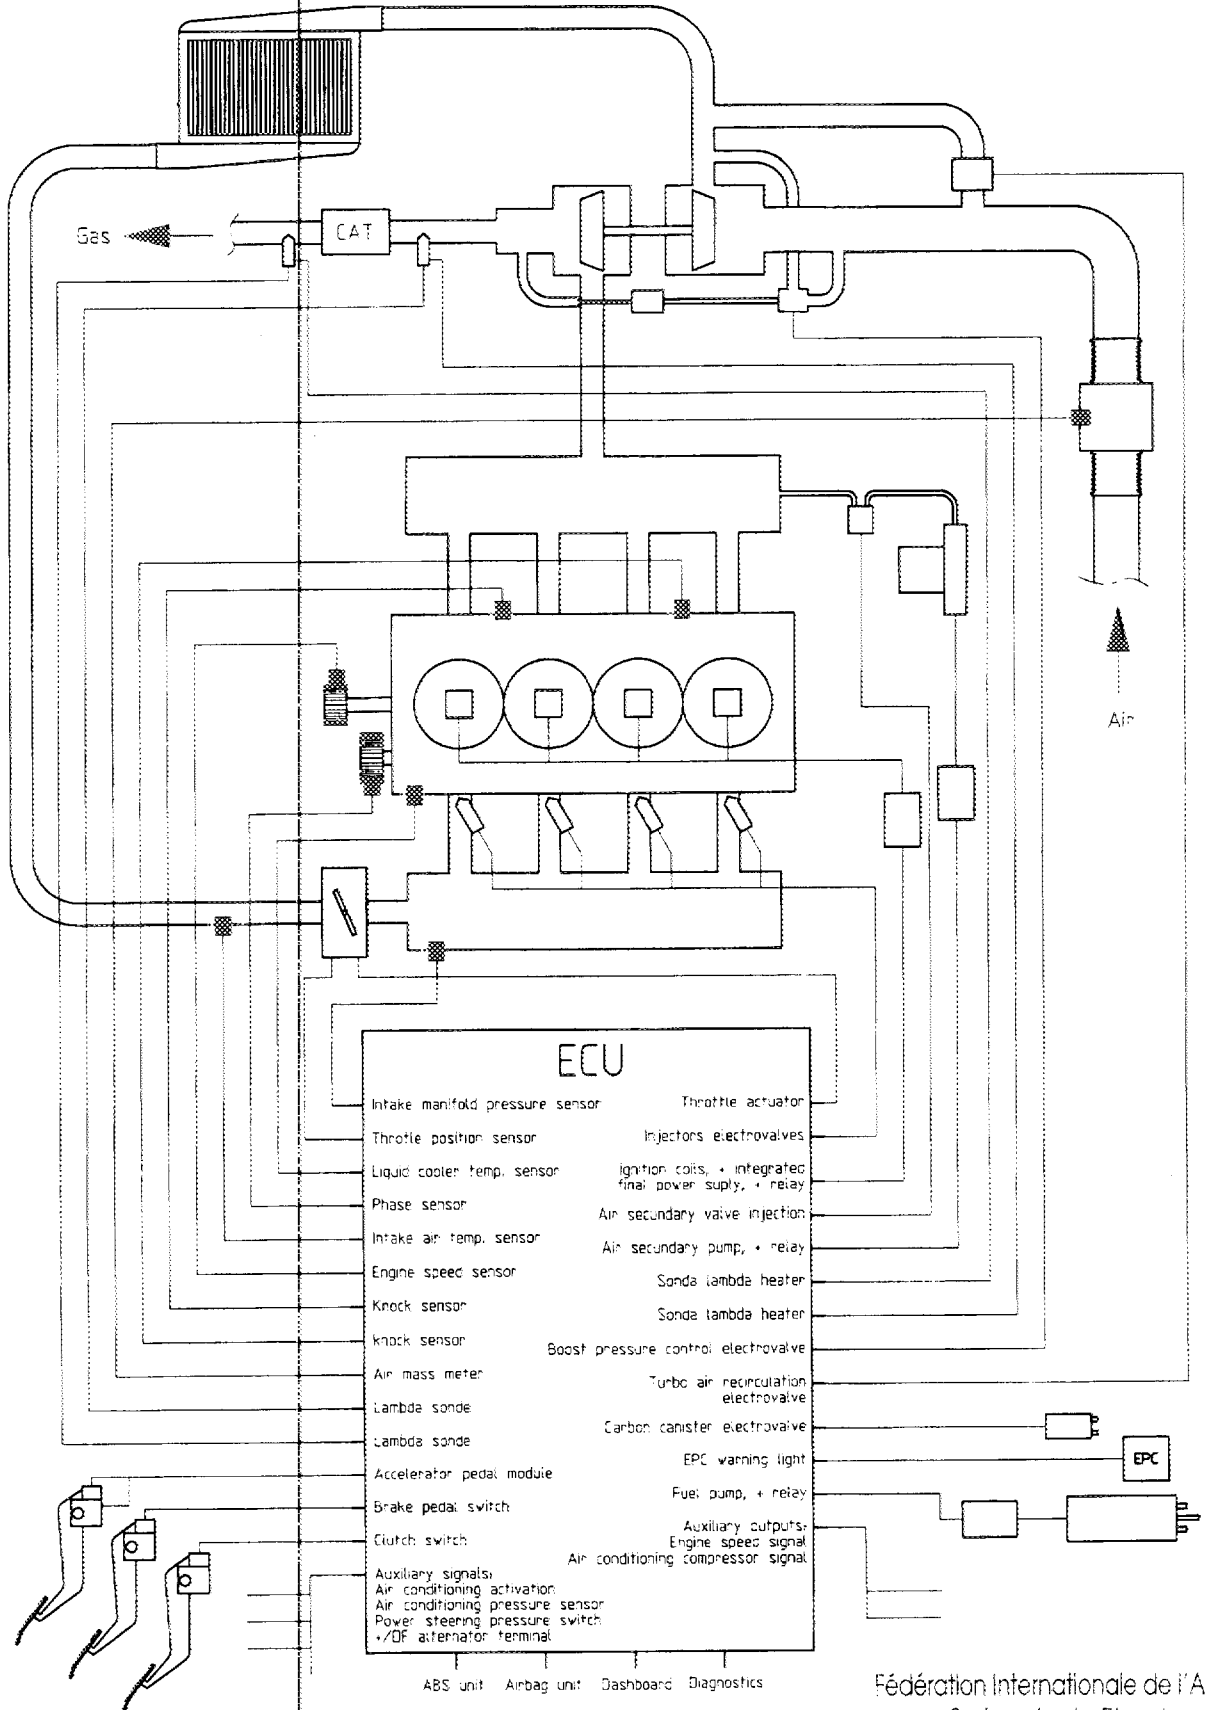 Gas
CAT
Air
ECU
Intake manifold pressure sensor
Throtle position sensor
Liquid cooler temp. sensor
Phase sensor
Intake air temp. sensor
Engine speed sensor
Knock sensor
knock sensor
Air mass meter
Lambda sonde
Lambda sonde
Accelerator pedal module
Brake pedal switch
Clutch switch
Auxiliary signals:
Air conditioning activation
Air conditioning pressure sensor
Power steering pressure switch
+/DF alternator terminal
Throttle actuator
Injectors electrovalves
Ignition coils, + integrated
final power suply, + relay
Air secundary valve injection
Air secundary pump, + relay
Sonda lambda heater
Sonda lambda heater
Boost pressure control electrovalve
Turbo air recirculation
electrovalve
Carbon canister electrovalve
EPC warning light
EPC
Fuel pump, + relay
Auxiliary outputs:
Engine speed signal
Air conditioning compressor signal
ABS unit Airbag unit Dashboard Diagnostics
Fédération Internationale de l'A